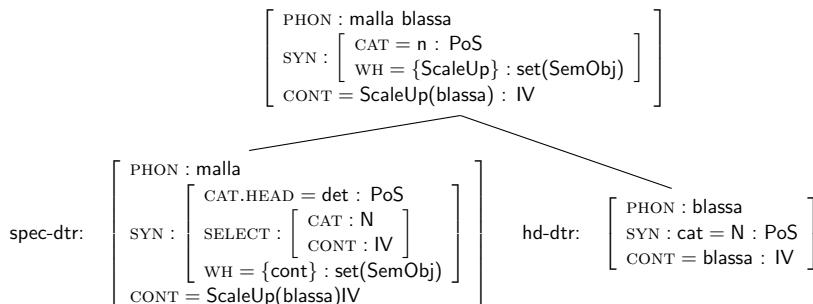 PHON : malla blassa
SYN : [ CAT = n : PoS
WH = {ScaleUp} : set(SemObj) ]
CONT = ScaleUp(blassa) : IV
spec-dtr:
PHON : malla
SYN : [ CAT.HEAD = det : PoS
SELECT : [ CAT : N
CONT : IV ]
WH = {cont} : set(SemObj) ]
CONT = ScaleUp(blassa)IV
hd-dtr:
PHON : blassa
SYN : cat = N : PoS
CONT = blassa : IV